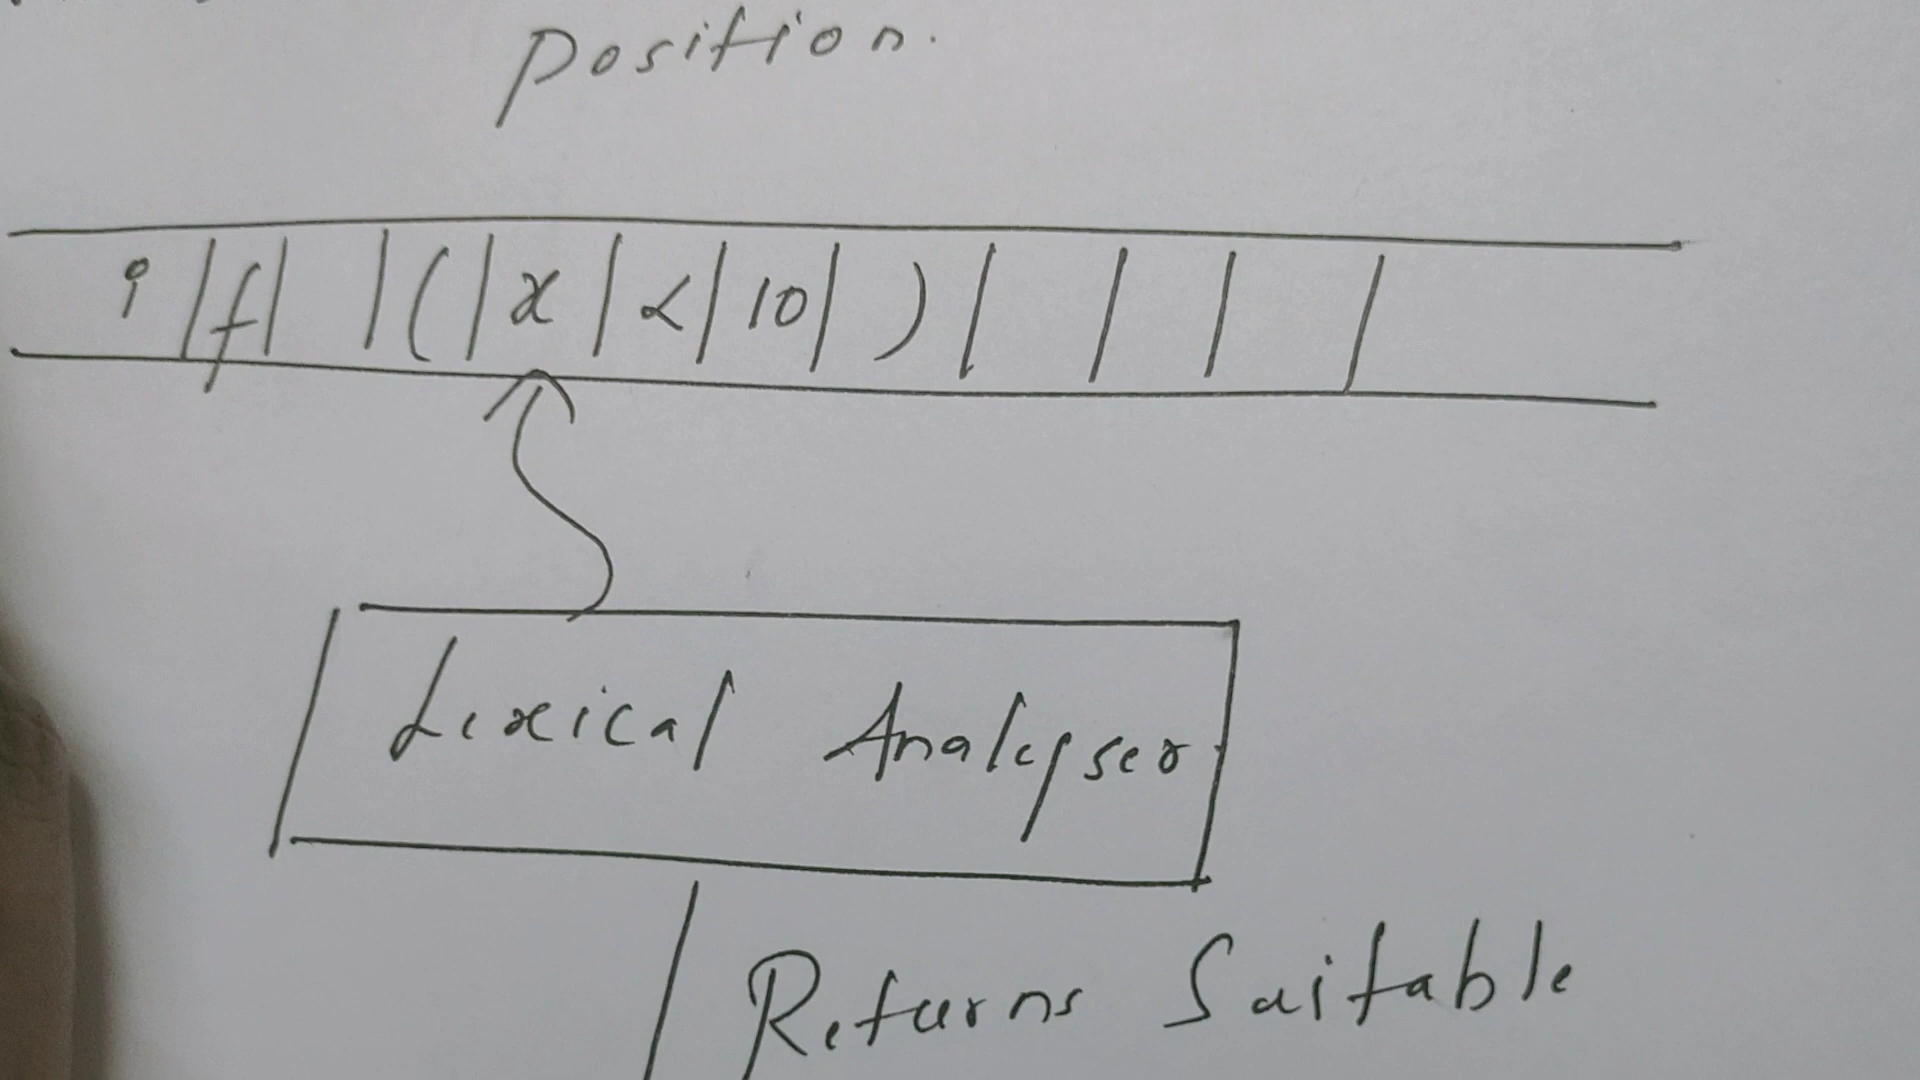 position.
i | f | | ( | x | < | 10 | ) | | | |
Lexical Analyser
Returns Suitable